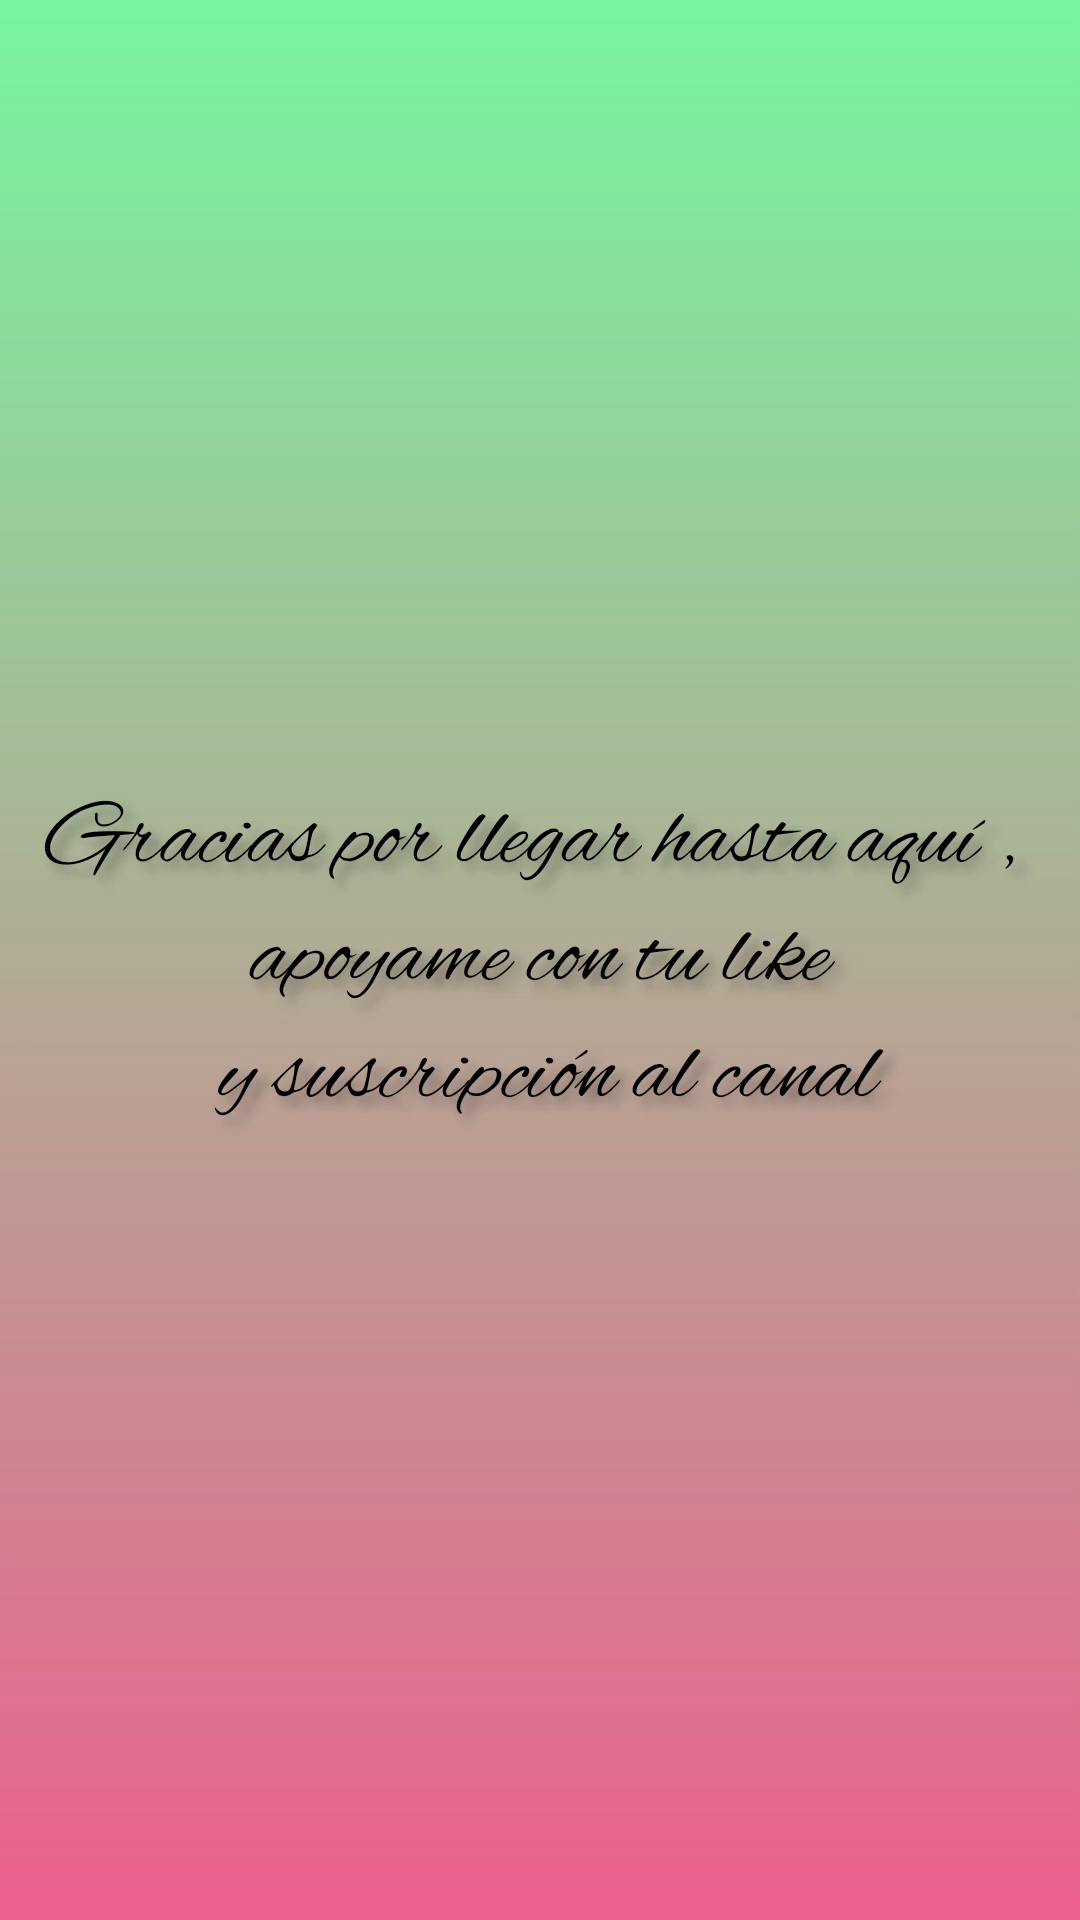 Gracias por llegar hasta aquí ,
apoyame con tu like
y suscripción al canal